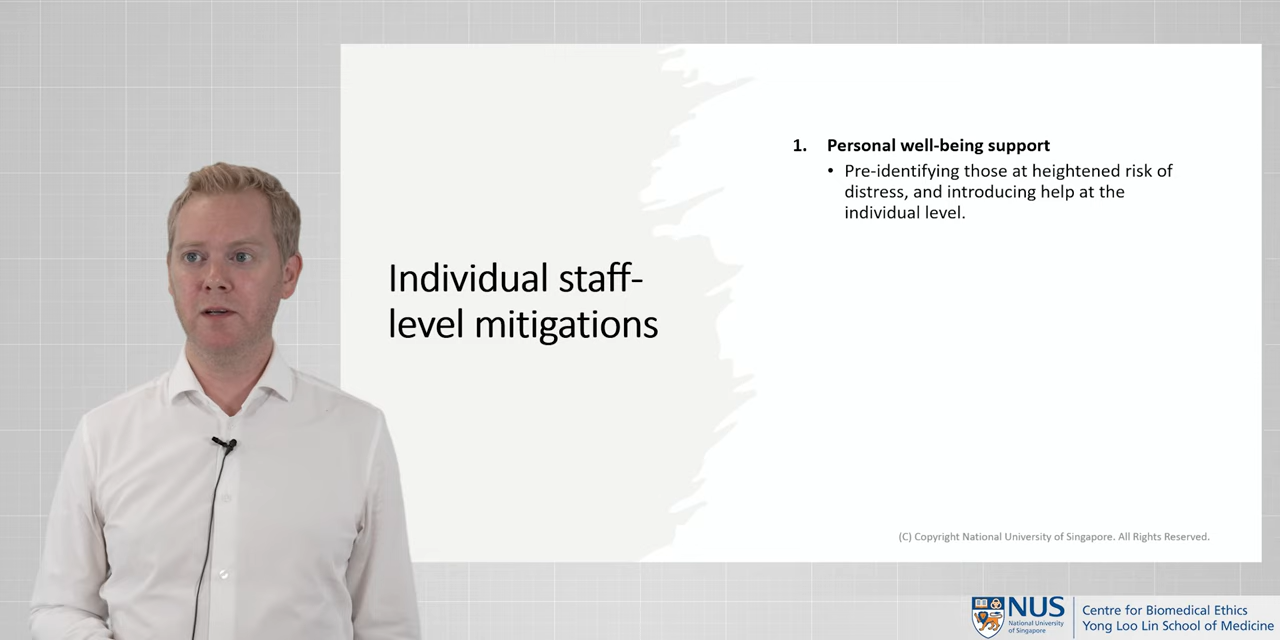 Individual staff-
level mitigations
1. Personal well-being support
• Pre-identifying those at heightened risk of
distress, and introducing help at the
individual level.
(C) Copyright National University of Singapore. All Rights Reserved.
NUS
National University
of Singapore
Centre for Biomedical Ethics
Yong Loo Lin School of Medicine